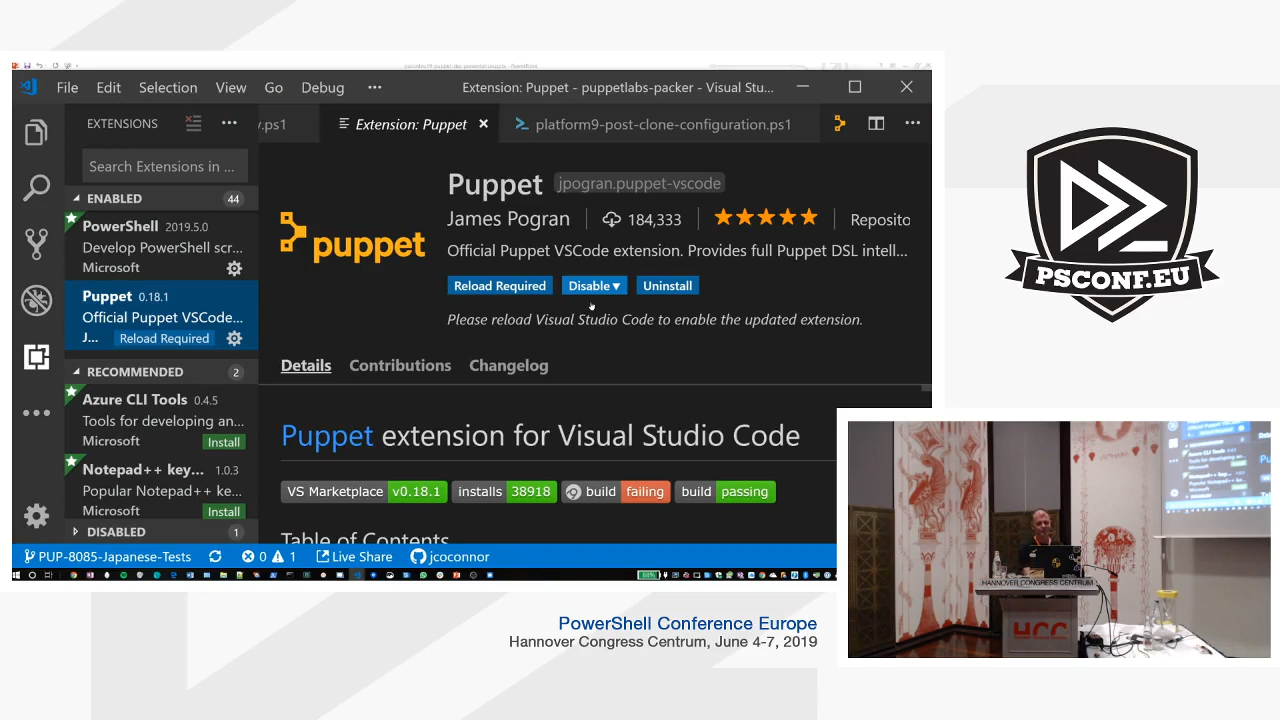 File Edit Selection View Go Debug ••• Extension: Puppet - puppetlabs-packer - Visual Stu...
EXTENSIONS
y.ps1 Extension: Puppet platform9-post-clone-configuration.ps1
Search Extensions in ...
ENABLED 44
PowerShell 2019.5.0
Develop PowerShell scr...
Microsoft
Puppet 0.18.1
Official Puppet VSCode...
J... Reload Required
RECOMMENDED 2
Azure CLI Tools 0.4.5
Tools for developing an...
Microsoft Install
Notepad++ key... 1.0.3
Popular Notepad++ ke...
Microsoft Install
DISABLED 1
puppet
Puppet jpogran.puppet-vscode
James Pogran 184,333 Reposito
Official Puppet VSCode extension. Provides full Puppet DSL intell...
Reload Required Disable Uninstall
Please reload Visual Studio Code to enable the updated extension.
Details Contributions Changelog
Puppet extension for Visual Studio Code
VS Marketplace v0.18.1 installs 38918 build failing build passing
Table of Contents
PUP-8085-Japanese-Tests 0 1 Live Share jcoconnor
PSCONF.EU
HANNOVER CONGRESS CENTRUM
HCC
PowerShell Conference Europe
Hannover Congress Centrum, June 4-7, 2019